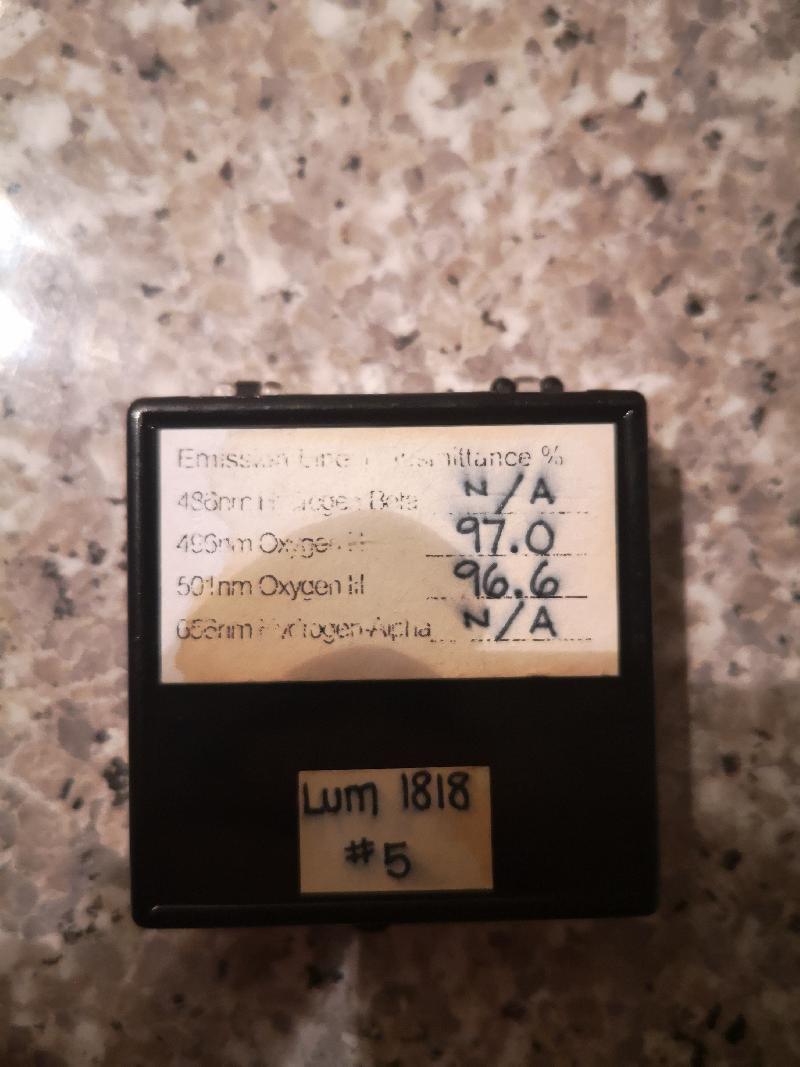 Emission Line Transmittance %
486nm Hydrogen Beta N/A
496nm Oxygen III 97.0
501nm Oxygen III 96.6
656nm Hydrogen-Alpha N/A
Lum 1818
#5